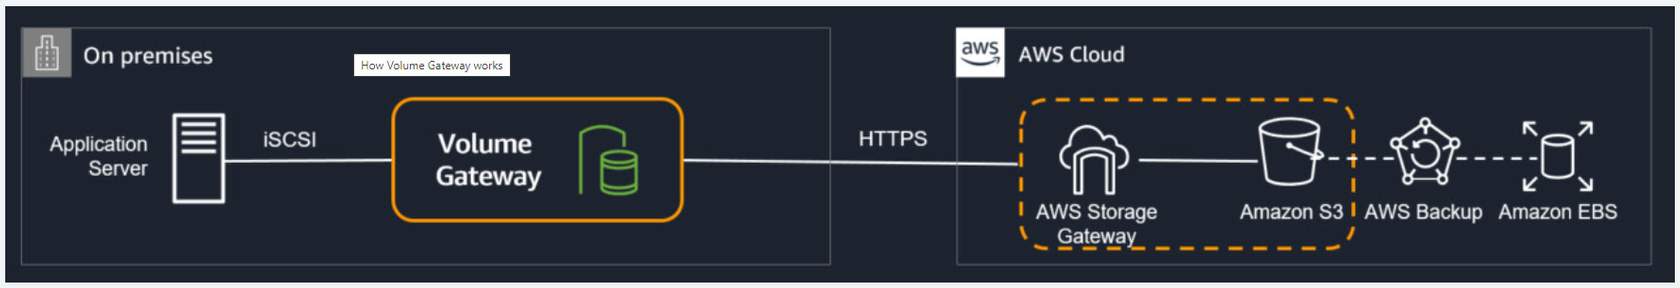 On premises
How Volume Gateway works
Application
Server
iSCSI
Volume
Gateway
HTTPS
aws
AWS Cloud
AWS Storage
Gateway
Amazon S3
AWS Backup
Amazon EBS